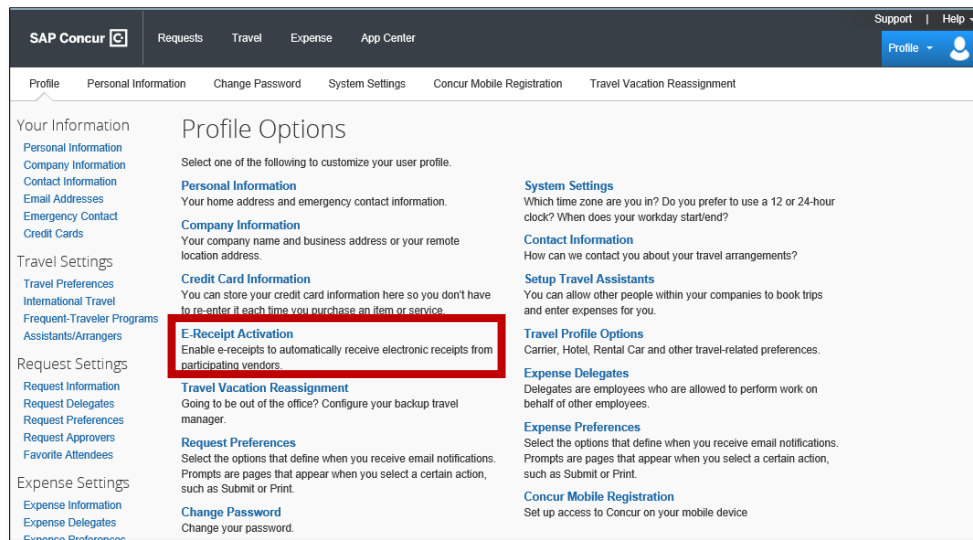 Support | Help
SAP Concur C Requests Travel Expense App Center
Profile
Profile Personal Information Change Password System Settings Concur Mobile Registration Travel Vacation Reassignment
Your Information
Personal Information
Company Information
Contact Information
Email Addresses
Emergency Contact
Credit Cards
Travel Settings
Travel Preferences
International Travel
Frequent-Traveler Programs
Assistants/Arrangers
Request Settings
Request Information
Request Delegates
Request Preferences
Request Approvers
Favorite Attendees
Expense Settings
Expense Information
Expense Delegates
Expense Preferences
Profile Options
Select one of the following to customize your user profile.
Personal Information
Your home address and emergency contact information.
Company Information
Your company name and business address or your remote
location address.
Credit Card Information
You can store your credit card information here so you don't have
to re-enter it each time you purchase an item or service.
E-Receipt Activation
Enable e-receipts to automatically receive electronic receipts from
participating vendors.
Travel Vacation Reassignment
Going to be out of the office? Configure your backup travel
manager.
Request Preferences
Select the options that define when you receive email notifications.
Prompts are pages that appear when you select a certain action,
such as Submit or Print.
Change Password
Change your password.
System Settings
Which time zone are you in? Do you prefer to use a 12 or 24-hour
clock? When does your workday start/end?
Contact Information
How can we contact you about your travel arrangements?
Setup Travel Assistants
You can allow other people within your companies to book trips
and enter expenses for you.
Travel Profile Options
Carrier, Hotel, Rental Car and other travel-related preferences.
Expense Delegates
Delegates are employees who are allowed to perform work on
behalf of other employees.
Expense Preferences
Select the options that define when you receive email notifications.
Prompts are pages that appear when you select a certain action,
such as Submit or Print.
Concur Mobile Registration
Set up access to Concur on your mobile device